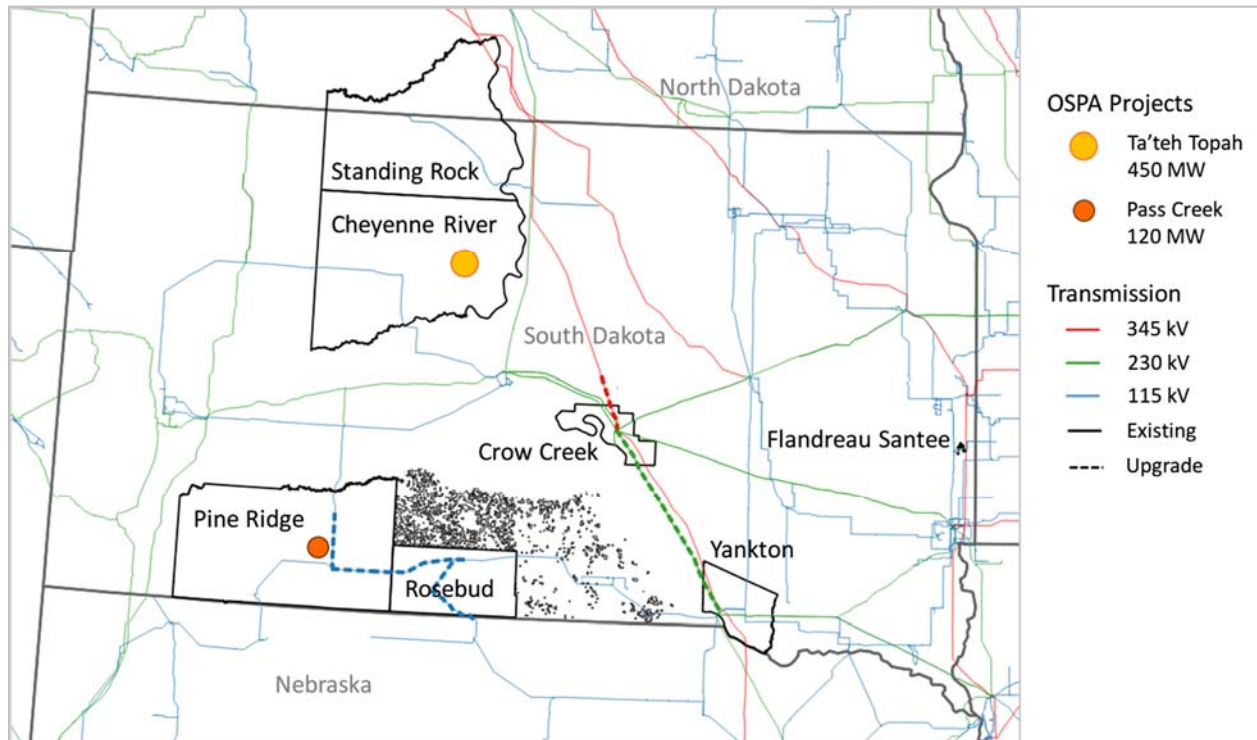 North Dakota
Standing Rock
Cheyenne River
South Dakota
Crow Creek
Flandreau Santee
Pine Ridge
Yankton
Rosebud
Nebraska
OSPA Projects
Ta’teh Topah
450 MW
Pass Creek
120 MW
Transmission
345 kV
230 kV
115 kV
Existing
Upgrade